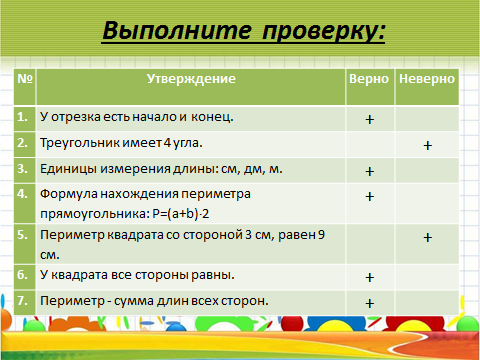 Выполните проверку:
№ Утверждение Верно Неверно
1. У отрезка есть начало и конец. +
2. Треугольник имеет 4 угла. +
3. Единицы измерения длины: см, дм, м. +
4. Формула нахождения периметра
прямоугольника: P=(a+b)·2 +
5. Периметр квадрата со стороной 3 см, равен 9
см. +
6. У квадрата все стороны равны. +
7. Периметр - сумма длин всех сторон. +